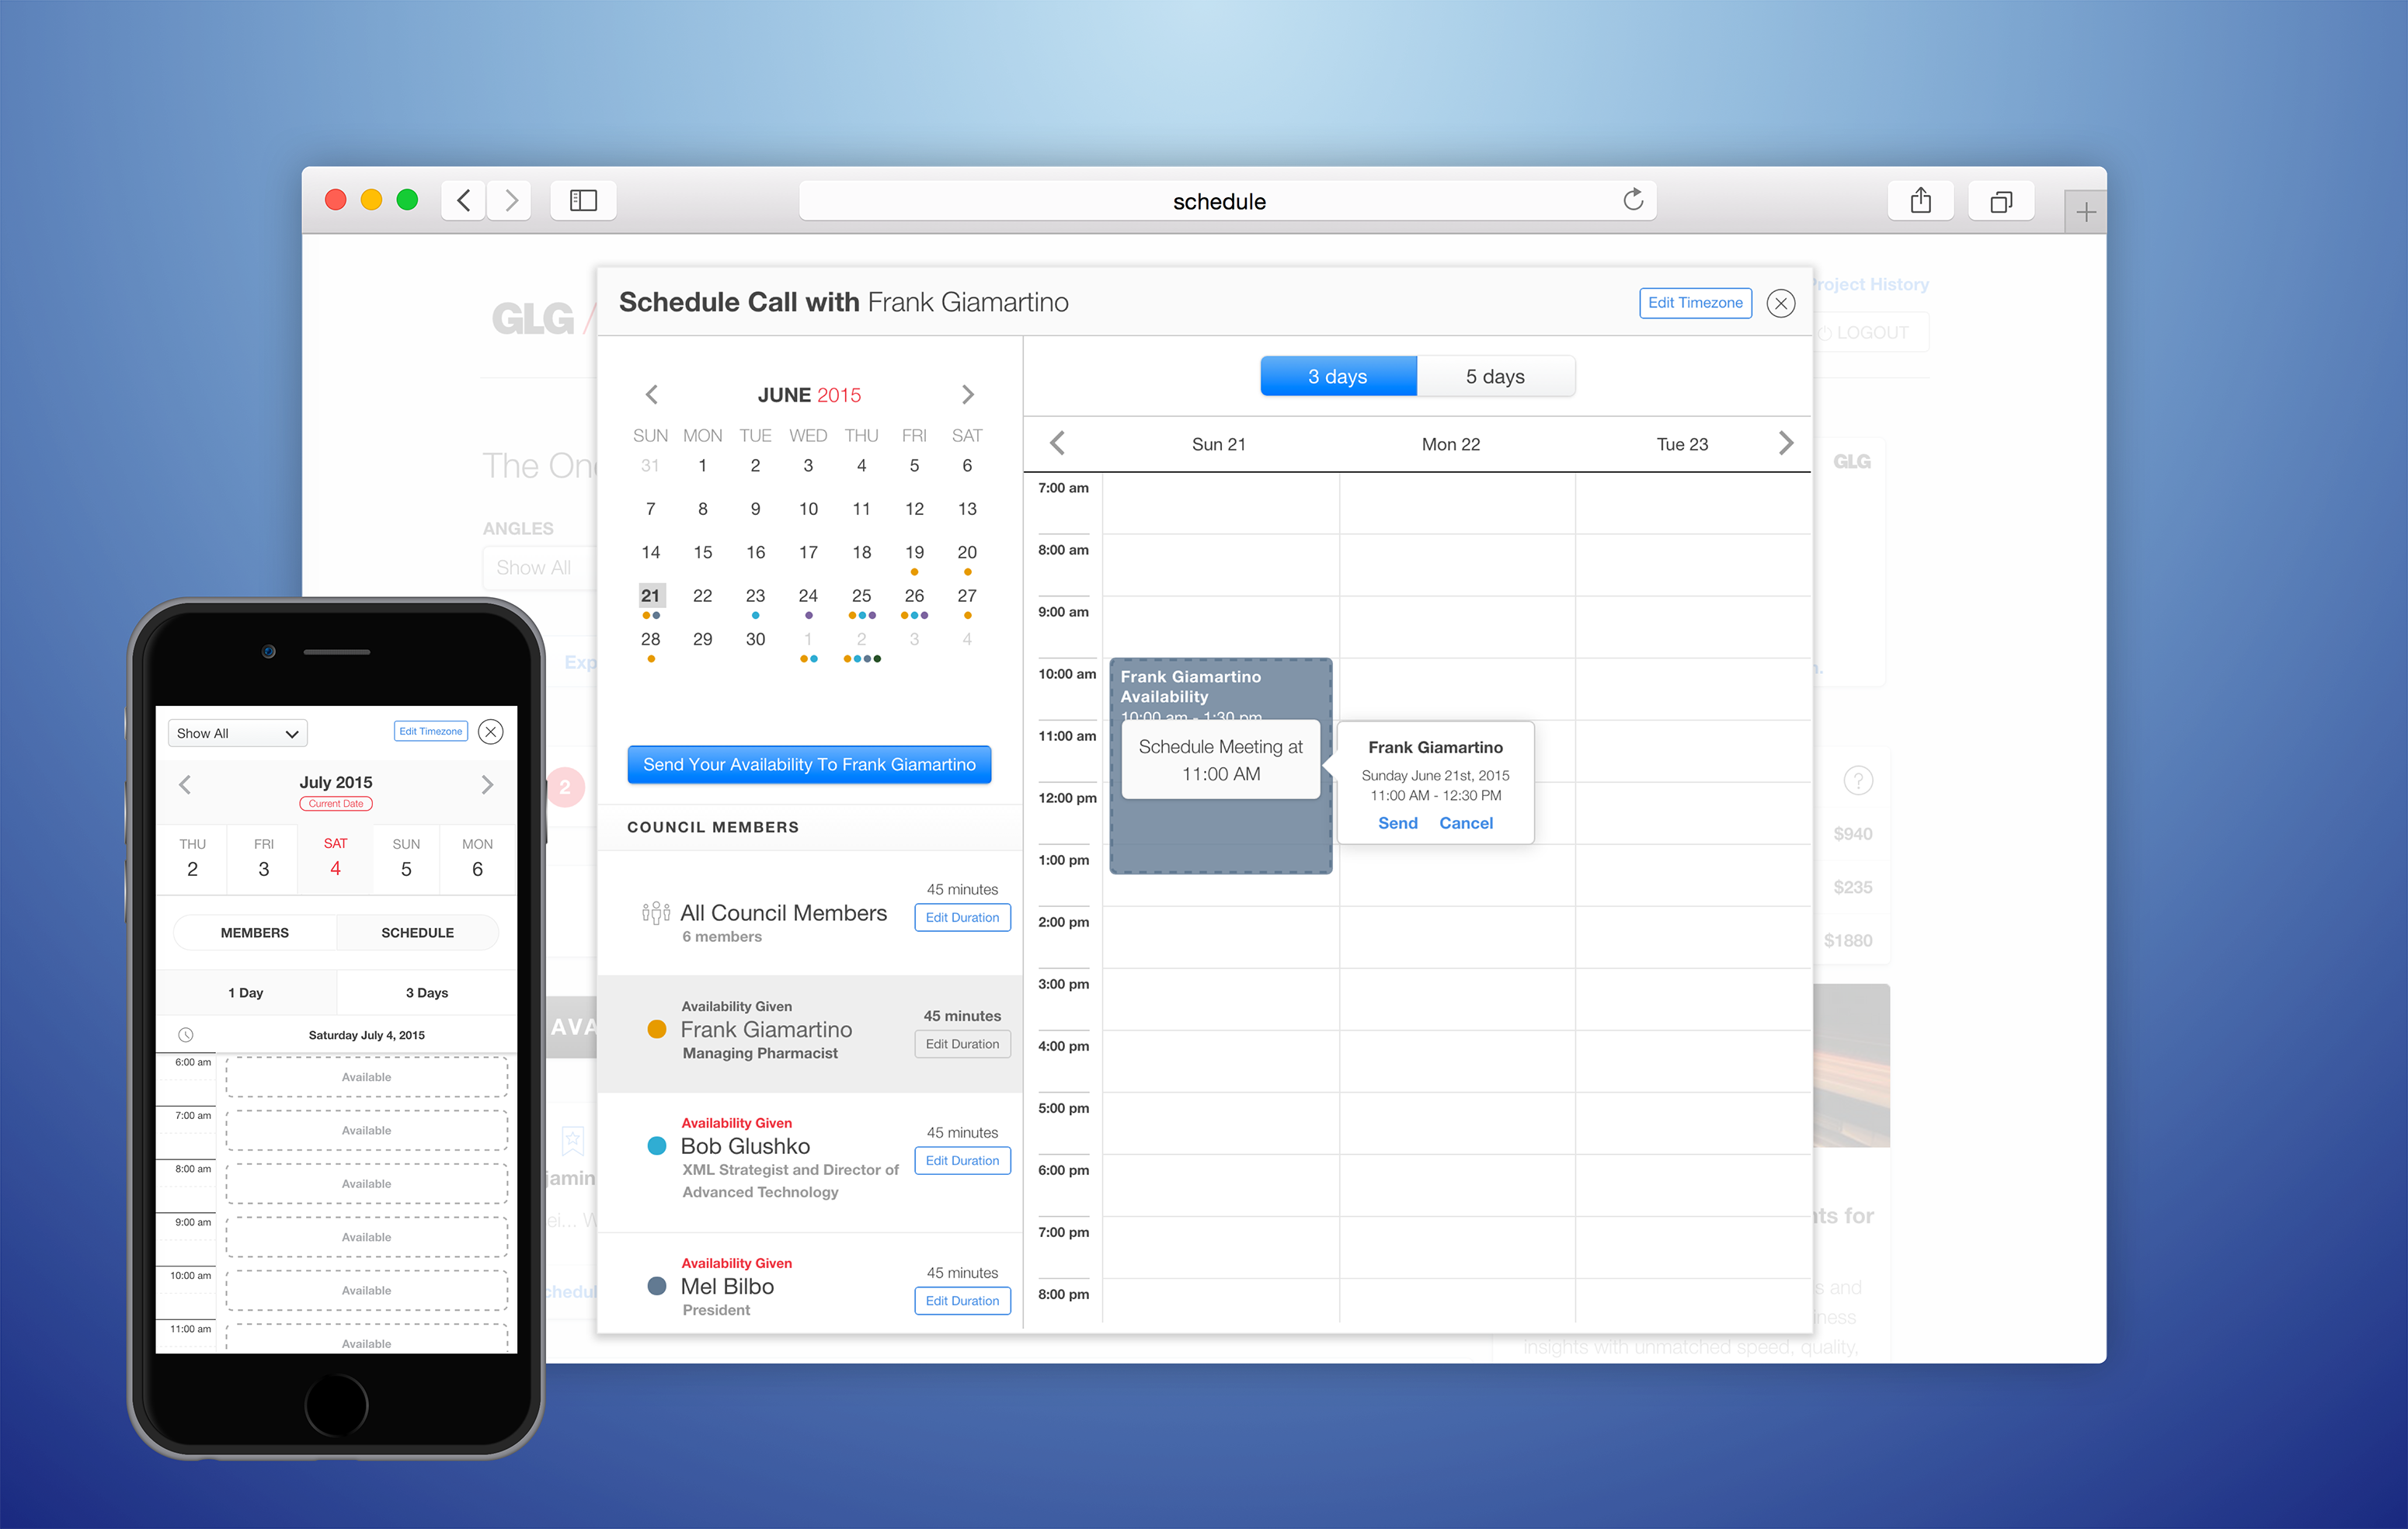 schedule
Project History
LOGOUT
GLG /
The One
ANGLES
Show All
Exp
2
AVA
jamin
ei... W
chedul
GLG
$940
$235
$1880
nts for
s and
iness
insights with unmatched speed, quality,
Schedule Call with Frank Giamartino
Edit Timezone
JUNE 2015
SUN MON TUE WED THU FRI SAT
31 1 2 3 4 5 6
7 8 9 10 11 12 13
14 15 16 17 18 19 20
21 22 23 24 25 26 27
28 29 30 1 2 3 4
Send Your Availability To Frank Giamartino
COUNCIL MEMBERS
All Council Members
6 members
45 minutes
Edit Duration
Availability Given
Frank Giamartino
Managing Pharmacist
45 minutes
Edit Duration
Availability Given
Bob Glushko
XML Strategist and Director of
Advanced Technology
45 minutes
Edit Duration
Availability Given
Mel Bilbo
President
45 minutes
Edit Duration
3 days 5 days
Sun 21 Mon 22 Tue 23
7:00 am
8:00 am
9:00 am
10:00 am
11:00 am
12:00 pm
1:00 pm
2:00 pm
3:00 pm
4:00 pm
5:00 pm
6:00 pm
7:00 pm
8:00 pm
Frank Giamartino
Availability
10:00 am - 1:30 pm
Schedule Meeting at
11:00 AM
Frank Giamartino
Sunday June 21st, 2015
11:00 AM - 12:30 PM
Send Cancel
Show All
Edit Timezone
July 2015
Current Date
THU FRI SAT SUN MON
2 3 4 5 6
MEMBERS SCHEDULE
1 Day 3 Days
Saturday July 4, 2015
6:00 am Available
7:00 am Available
8:00 am Available
9:00 am Available
10:00 am Available
11:00 am Available